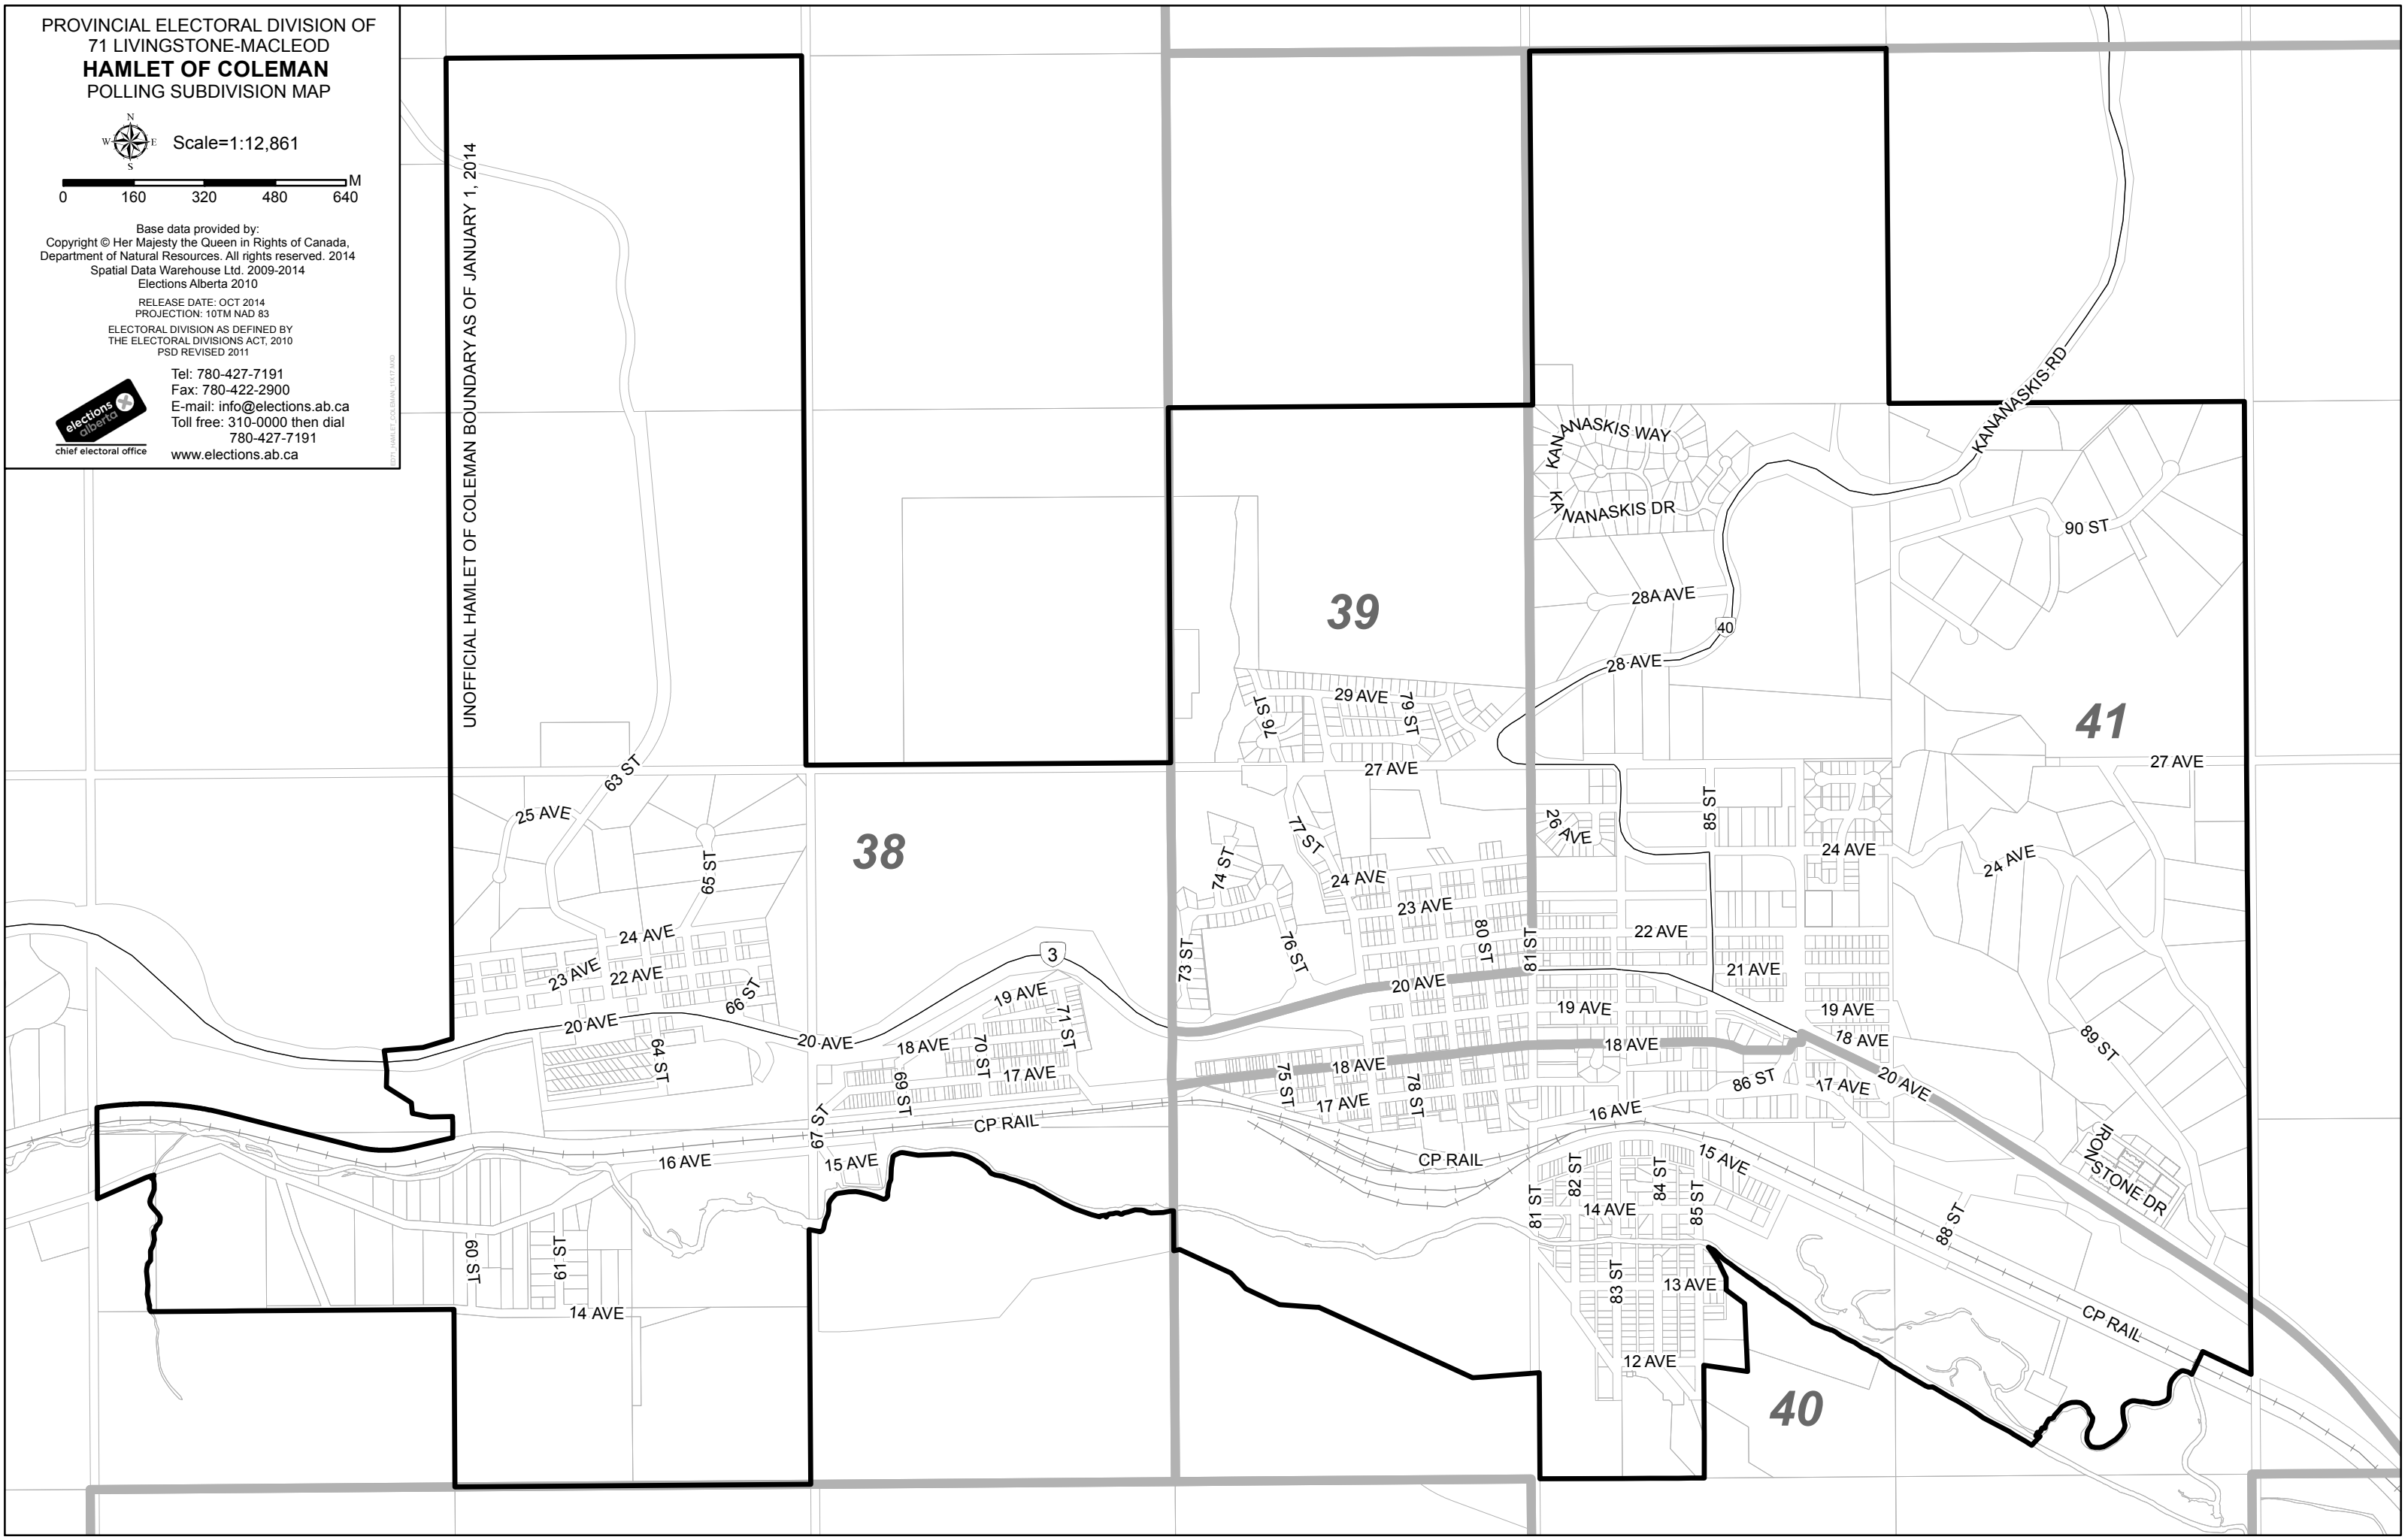 PROVINCIAL ELECTORAL DIVISION OF
71 LIVINGSTONE-MACLEOD
HAMLET OF COLEMAN
POLLING SUBDIVISION MAP
N
W E
S
Scale=1:12,861
M
0 160 320 480 640
Base data provided by:
Copyright © Her Majesty the Queen in Rights of Canada,
Department of Natural Resources. All rights reserved. 2014
Spatial Data Warehouse Ltd. 2009-2014
Elections Alberta 2010
RELEASE DATE: OCT 2014
PROJECTION: 10TM NAD 83
ELECTORAL DIVISION AS DEFINED BY
THE ELECTORAL DIVISIONS ACT, 2010
PSD REVISED 2011
elections
alberta
chief electoral office
Tel: 780-427-7191
Fax: 780-422-2900
E-mail: info@elections.ab.ca
Toll free: 310-0000 then dial
780-427-7191
www.elections.ab.ca
UNOFFICIAL HAMLET OF COLEMAN BOUNDARY AS OF JANUARY 1, 2014
KANANASKIS RD
KANANASKIS WAY
KANANASKIS DR
90 ST
28A AVE
39
40
28 AVE
29 AVE
76 ST
79 ST
41
27 AVE
27 AVE
63 ST
25 AVE
38
65 ST
77 ST
74 ST
26 AVE
85 ST
24 AVE
24 AVE
24 AVE
23 AVE
80 ST
81 ST
22 AVE
24 AVE
23 AVE
22 AVE
66 ST
3
73 ST
76 ST
20 AVE
21 AVE
19 AVE
71 ST
19 AVE
19 AVE
20 AVE
20 AVE
18 AVE
70 ST
64 ST
18 AVE
18 AVE
89 ST
69 ST
17 AVE
75 ST
18 AVE
78 ST
86 ST
17 AVE
20 AVE
67 ST
CP RAIL
17 AVE
16 AVE
16 AVE
15 AVE
CP RAIL
15 AVE
IRON
STONE DR
81 ST
82 ST
84 ST
85 ST
14 AVE
88 ST
60 ST
61 ST
83 ST
13 AVE
14 AVE
CP RAIL
12 AVE
40